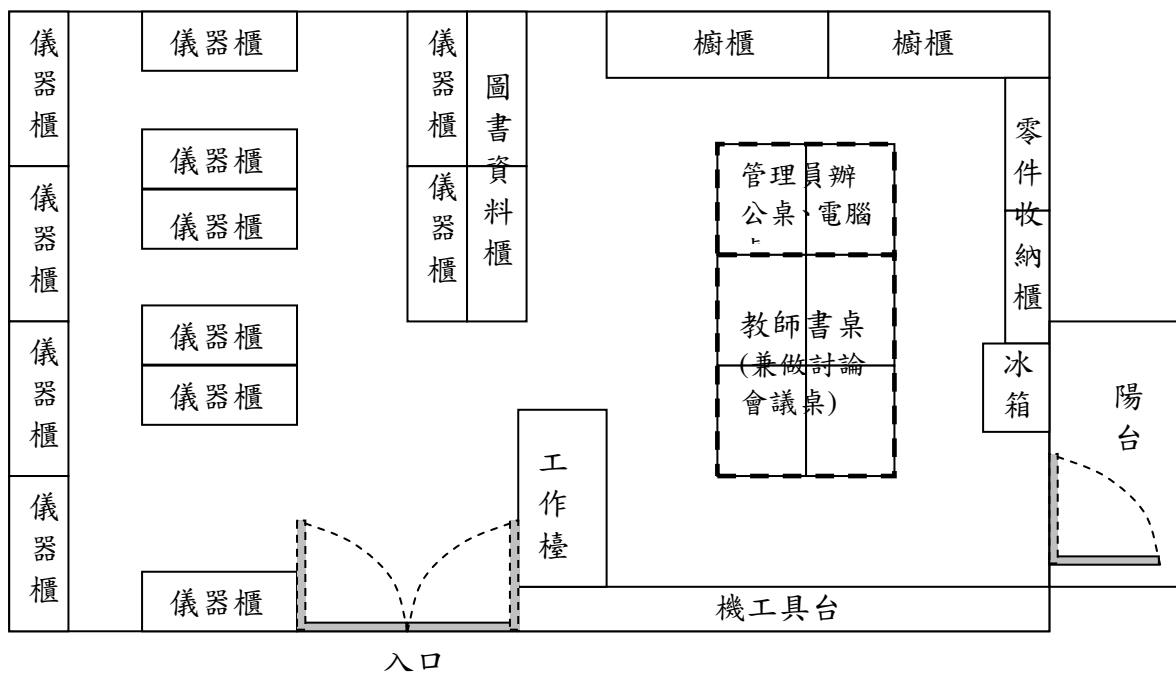 儀器櫃
儀器櫃
儀器櫃
儀器櫃
儀器櫃
儀器櫃
儀器櫃
儀器櫃
儀器櫃
儀器櫃
儀器櫃
儀器櫃
圖書資料櫃
櫥櫃
櫥櫃
零件收納櫃
管理員辦
公桌、電腦
教師書桌
(兼做討論
會議桌)
冰箱
陽台
工作檯
機工具台
入口